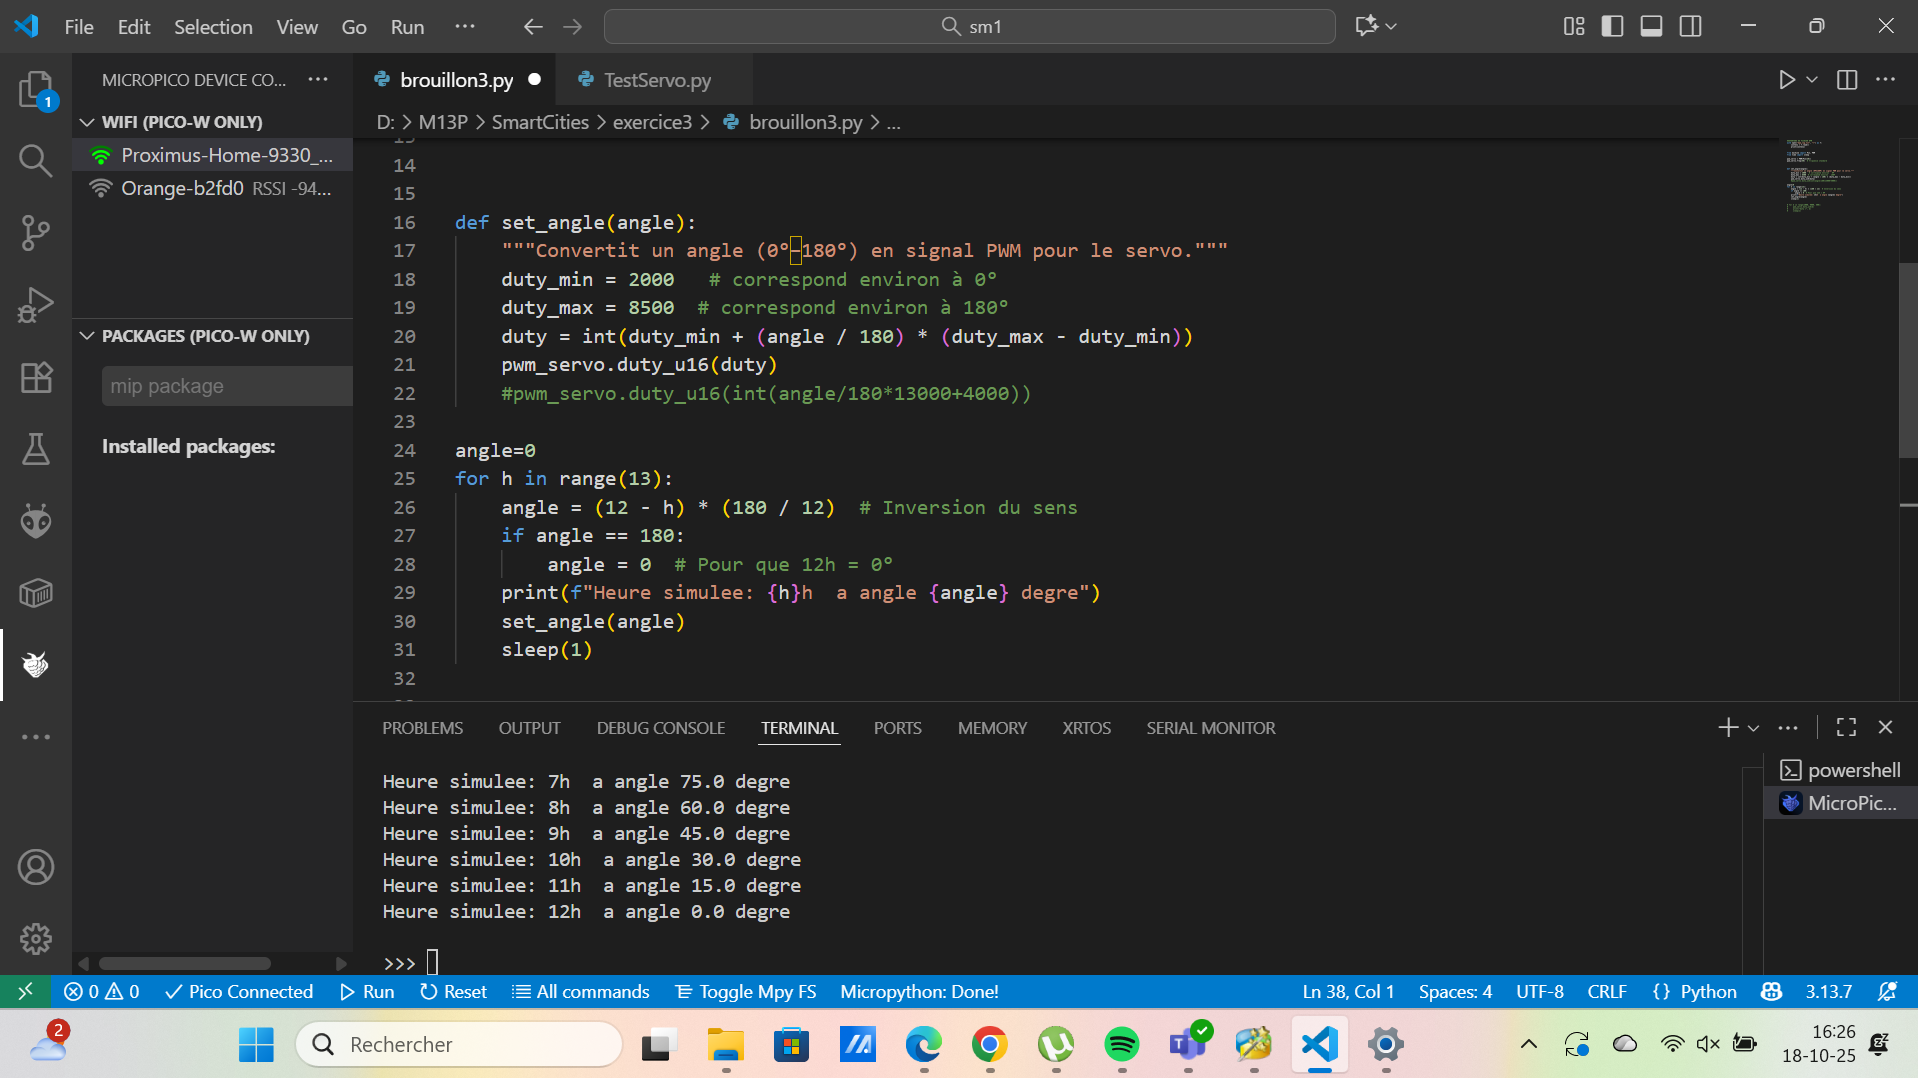 File Edit Selection View Go Run ··· sm1
MICROPICO DEVICE CO... ···
brouillon3.py
TestServo.py
1
WIFI (PICO-W ONLY)
Proximus-Home-9330_...
Orange-b2fd0 RSSI -94...
PACKAGES (PICO-W ONLY)
mip package
Installed packages:
D: > M13P > SmartCities > exercice3 > brouillon3.py > ...
14
15
16 def set_angle(angle):
17 """Convertit un angle (0°–180°) en signal PWM pour le servo."""
18 duty_min = 2000 # correspond environ à 0°
19 duty_max = 8500 # correspond environ à 180°
20 duty = int(duty_min + (angle / 180) * (duty_max - duty_min))
21 pwm_servo.duty_u16(duty)
22 #pwm_servo.duty_u16(int(angle/180*13000+4000))
23
24 angle=0
25 for h in range(13):
26 angle = (12 - h) * (180 / 12) # Inversion du sens
27 if angle == 180:
28 angle = 0 # Pour que 12h = 0°
29 print(f"Heure simulee: {h}h  a angle {angle} degre")
30 set_angle(angle)
31 sleep(1)
32
PROBLEMS OUTPUT DEBUG CONSOLE TERMINAL PORTS MEMORY XRTOS SERIAL MONITOR
Heure simulee: 7h  a angle 75.0 degre
Heure simulee: 8h  a angle 60.0 degre
Heure simulee: 9h  a angle 45.0 degre
Heure simulee: 10h  a angle 30.0 degre
Heure simulee: 11h  a angle 15.0 degre
Heure simulee: 12h  a angle 0.0 degre
>>>
powershell
MicroPic...
0 0 Pico Connected Run Reset All commands Toggle Mpy FS Micropython: Done! Ln 38, Col 1 Spaces: 4 UTF-8 CRLF {} Python 3.13.7
2
Rechercher
16:26
18-10-25